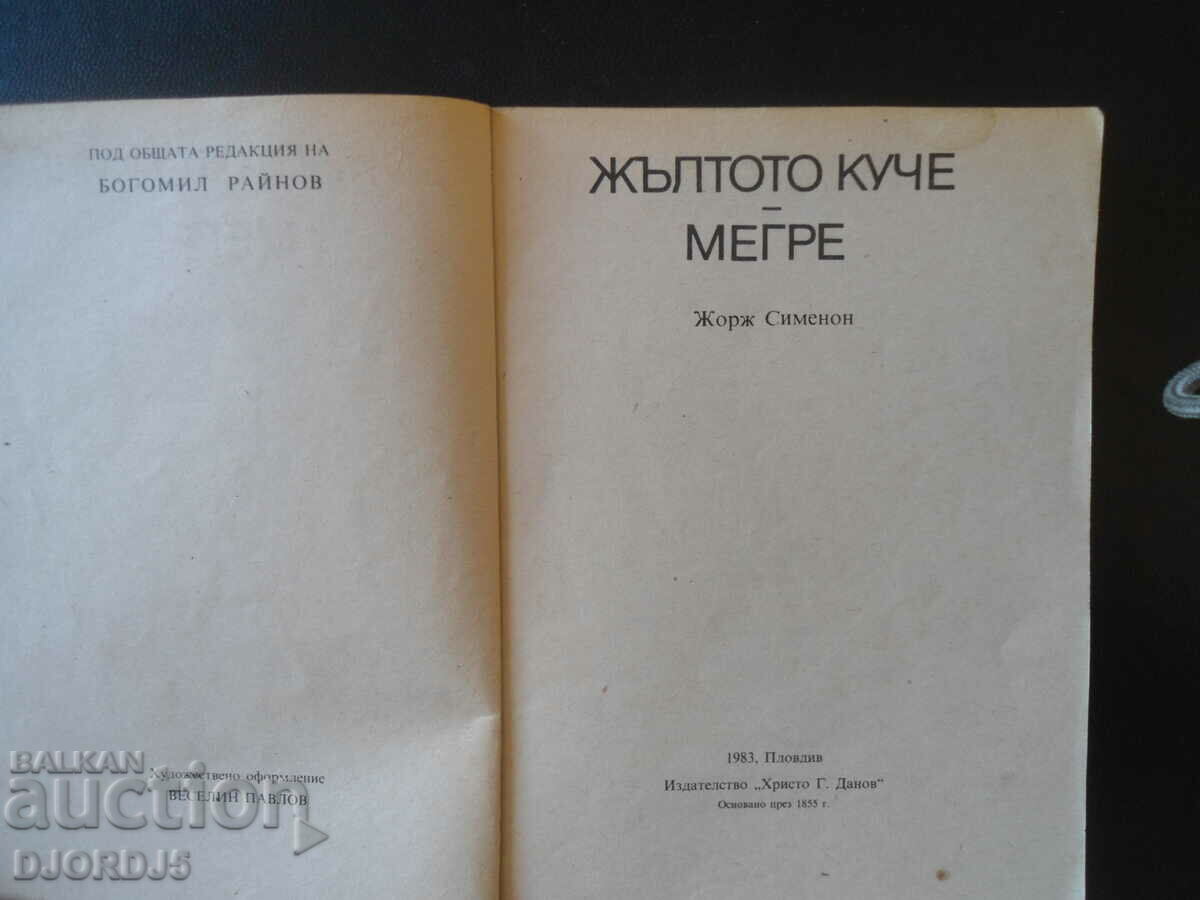 ПОД ОБЩАТА РЕДАКЦИЯ НА
БОГОМИЛ РАЙНОВ
Художествено оформление
ВЕСЕЛИН ПАВЛОВ
ЖЪЛТОТО КУЧЕ
–
МЕГРЕ
Жорж Сименон
1983, Пловдив
Издателство „Христо Г. Данов“
Основано през 1855 г.
BALKAN
auction
DJORDJ5